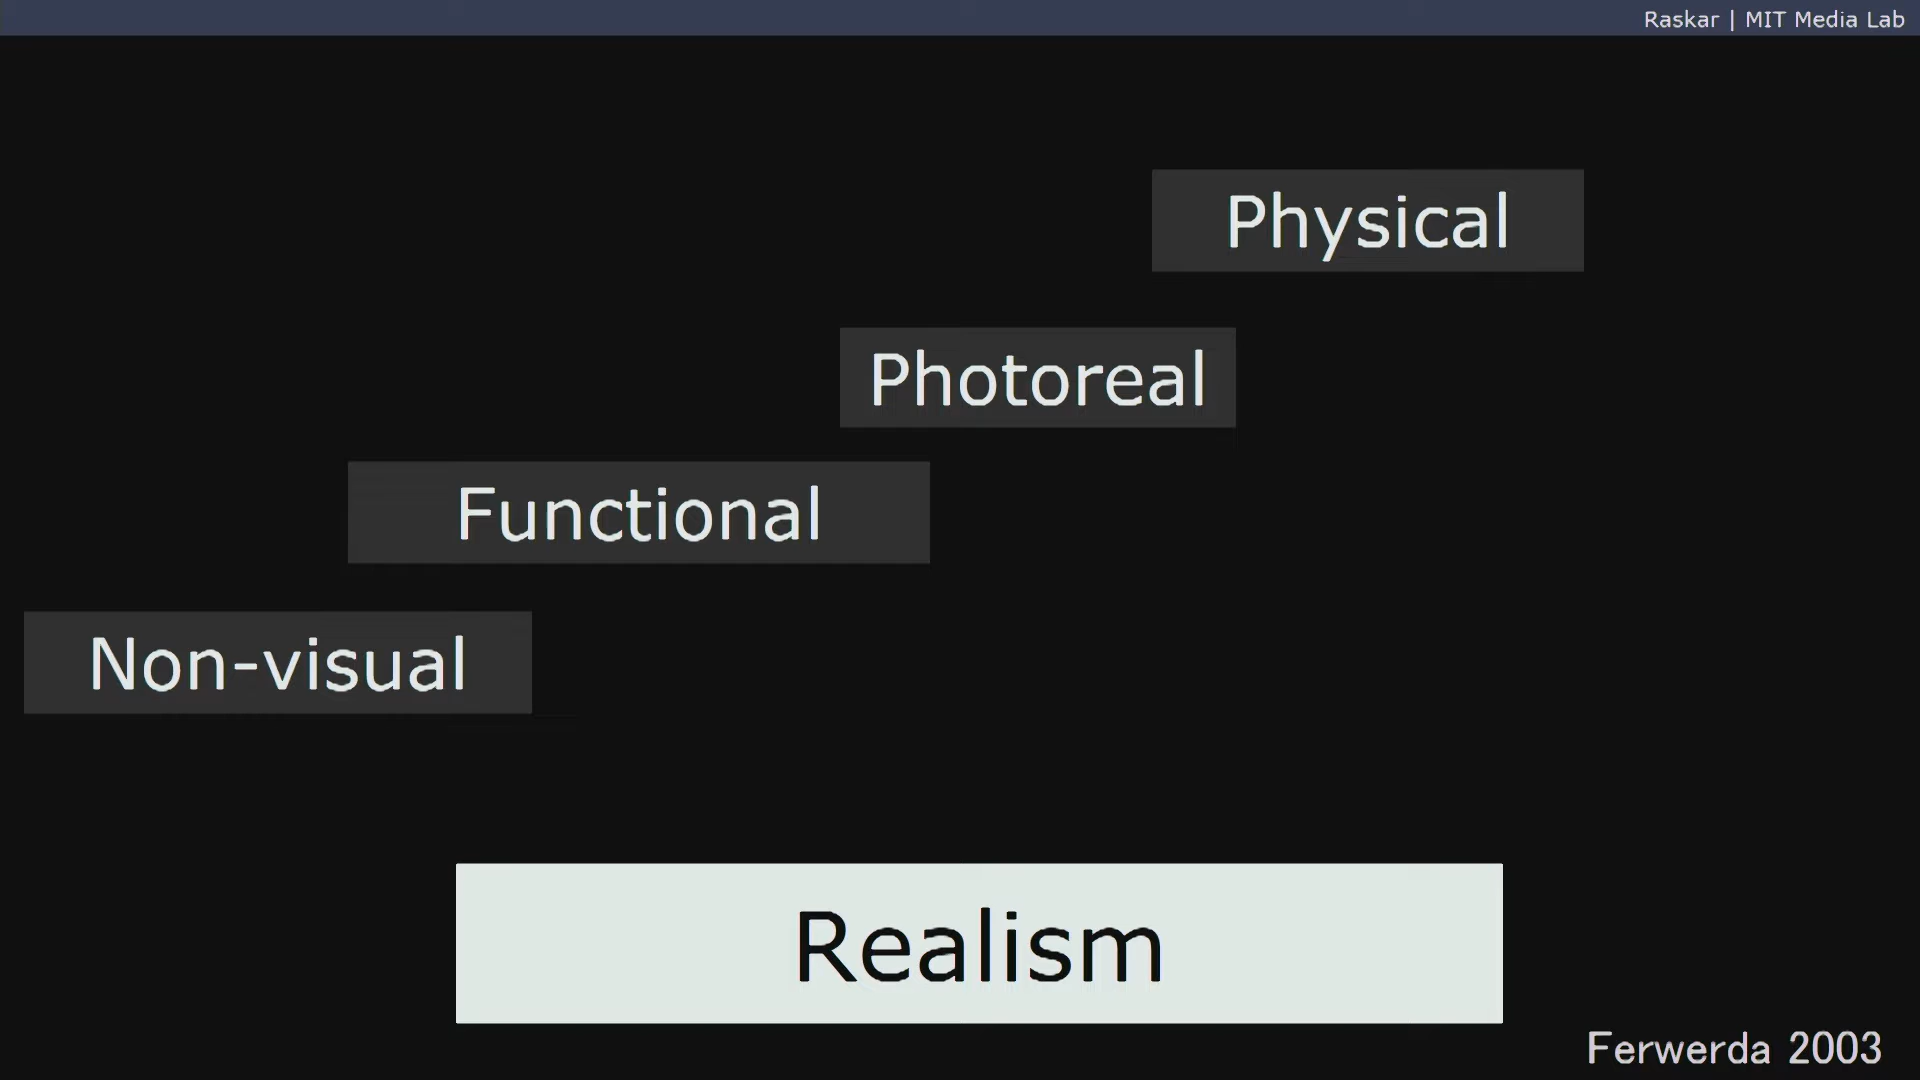 Raskar | MIT Media Lab
Physical
Photoreal
Functional
Non-visual
Realism
Ferwerda 2003